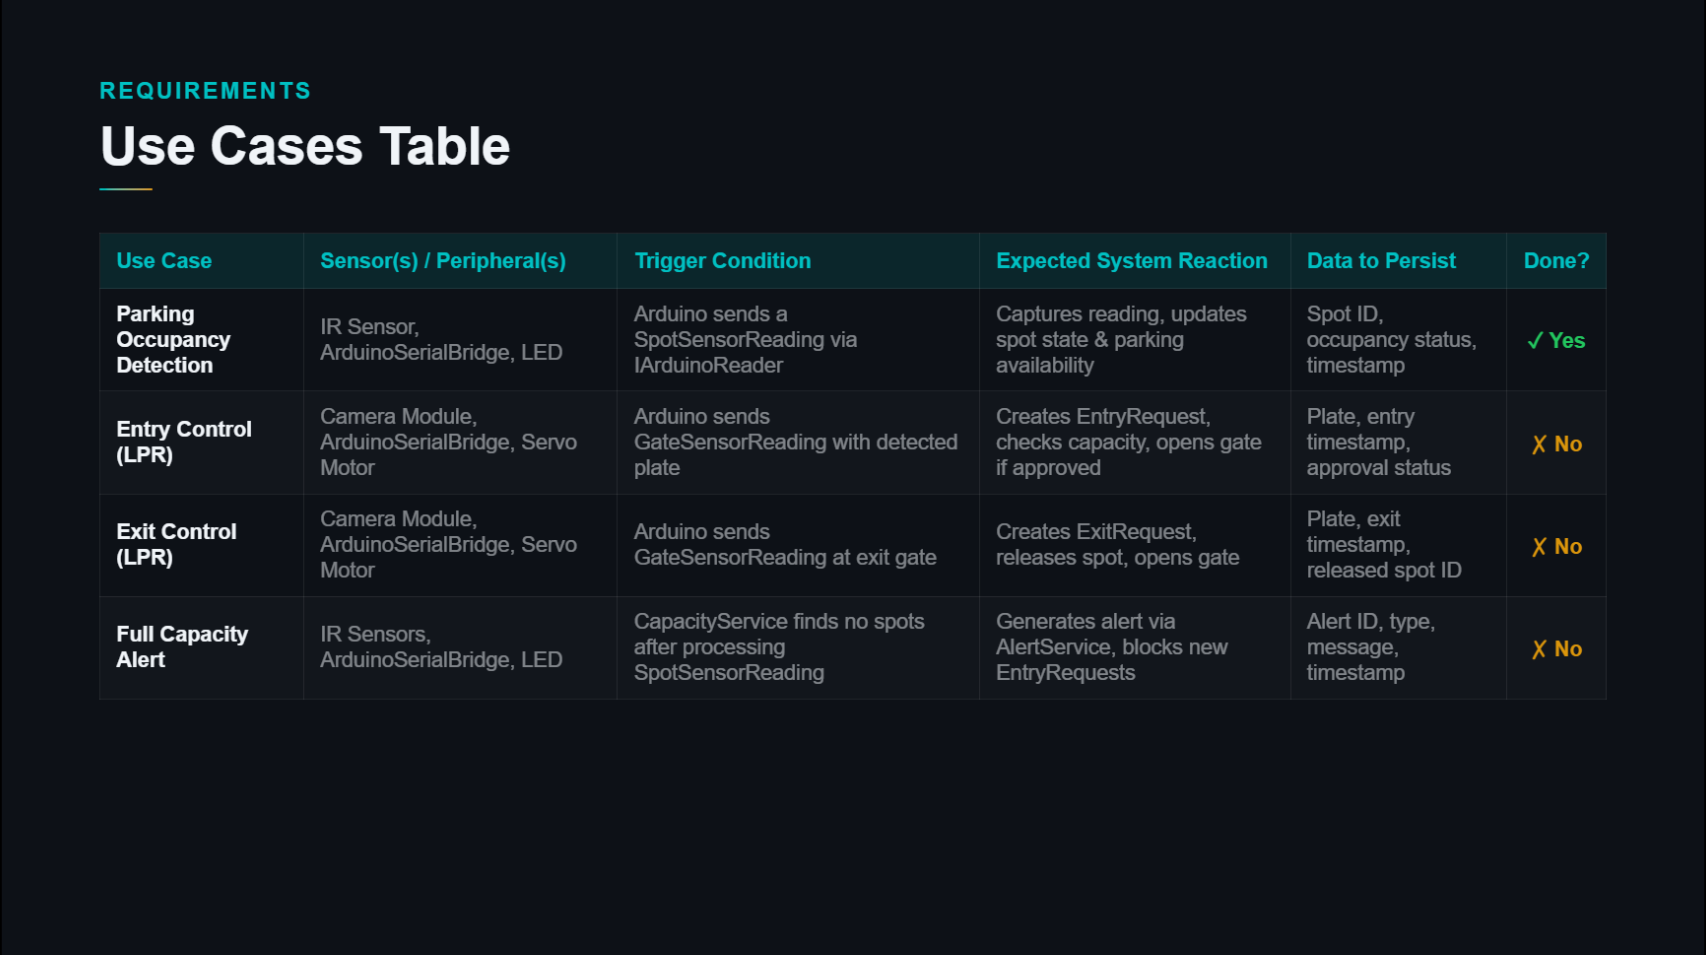 REQUIREMENTS
Use Cases Table
Use Case
Sensor(s) / Peripheral(s)
Trigger Condition
Expected System Reaction
Data to Persist
Done?
Parking
Occupancy
Detection
IR Sensor,
ArduinoSerialBridge, LED
Arduino sends a
SpotSensorReading via
IArduinoReader
Captures reading, updates
spot state & parking
availability
Spot ID,
occupancy status,
timestamp
✓ Yes
Entry Control
(LPR)
Camera Module,
ArduinoSerialBridge, Servo
Motor
Arduino sends
GateSensorReading with detected
plate
Creates EntryRequest,
checks capacity, opens gate
if approved
Plate, entry
timestamp,
approval status
✗ No
Exit Control
(LPR)
Camera Module,
ArduinoSerialBridge, Servo
Motor
Arduino sends
GateSensorReading at exit gate
Creates ExitRequest,
releases spot, opens gate
Plate, exit
timestamp,
released spot ID
✗ No
Full Capacity
Alert
IR Sensors,
ArduinoSerialBridge, LED
CapacityService finds no spots
after processing
SpotSensorReading
Generates alert via
AlertService, blocks new
EntryRequests
Alert ID, type,
message,
timestamp
✗ No